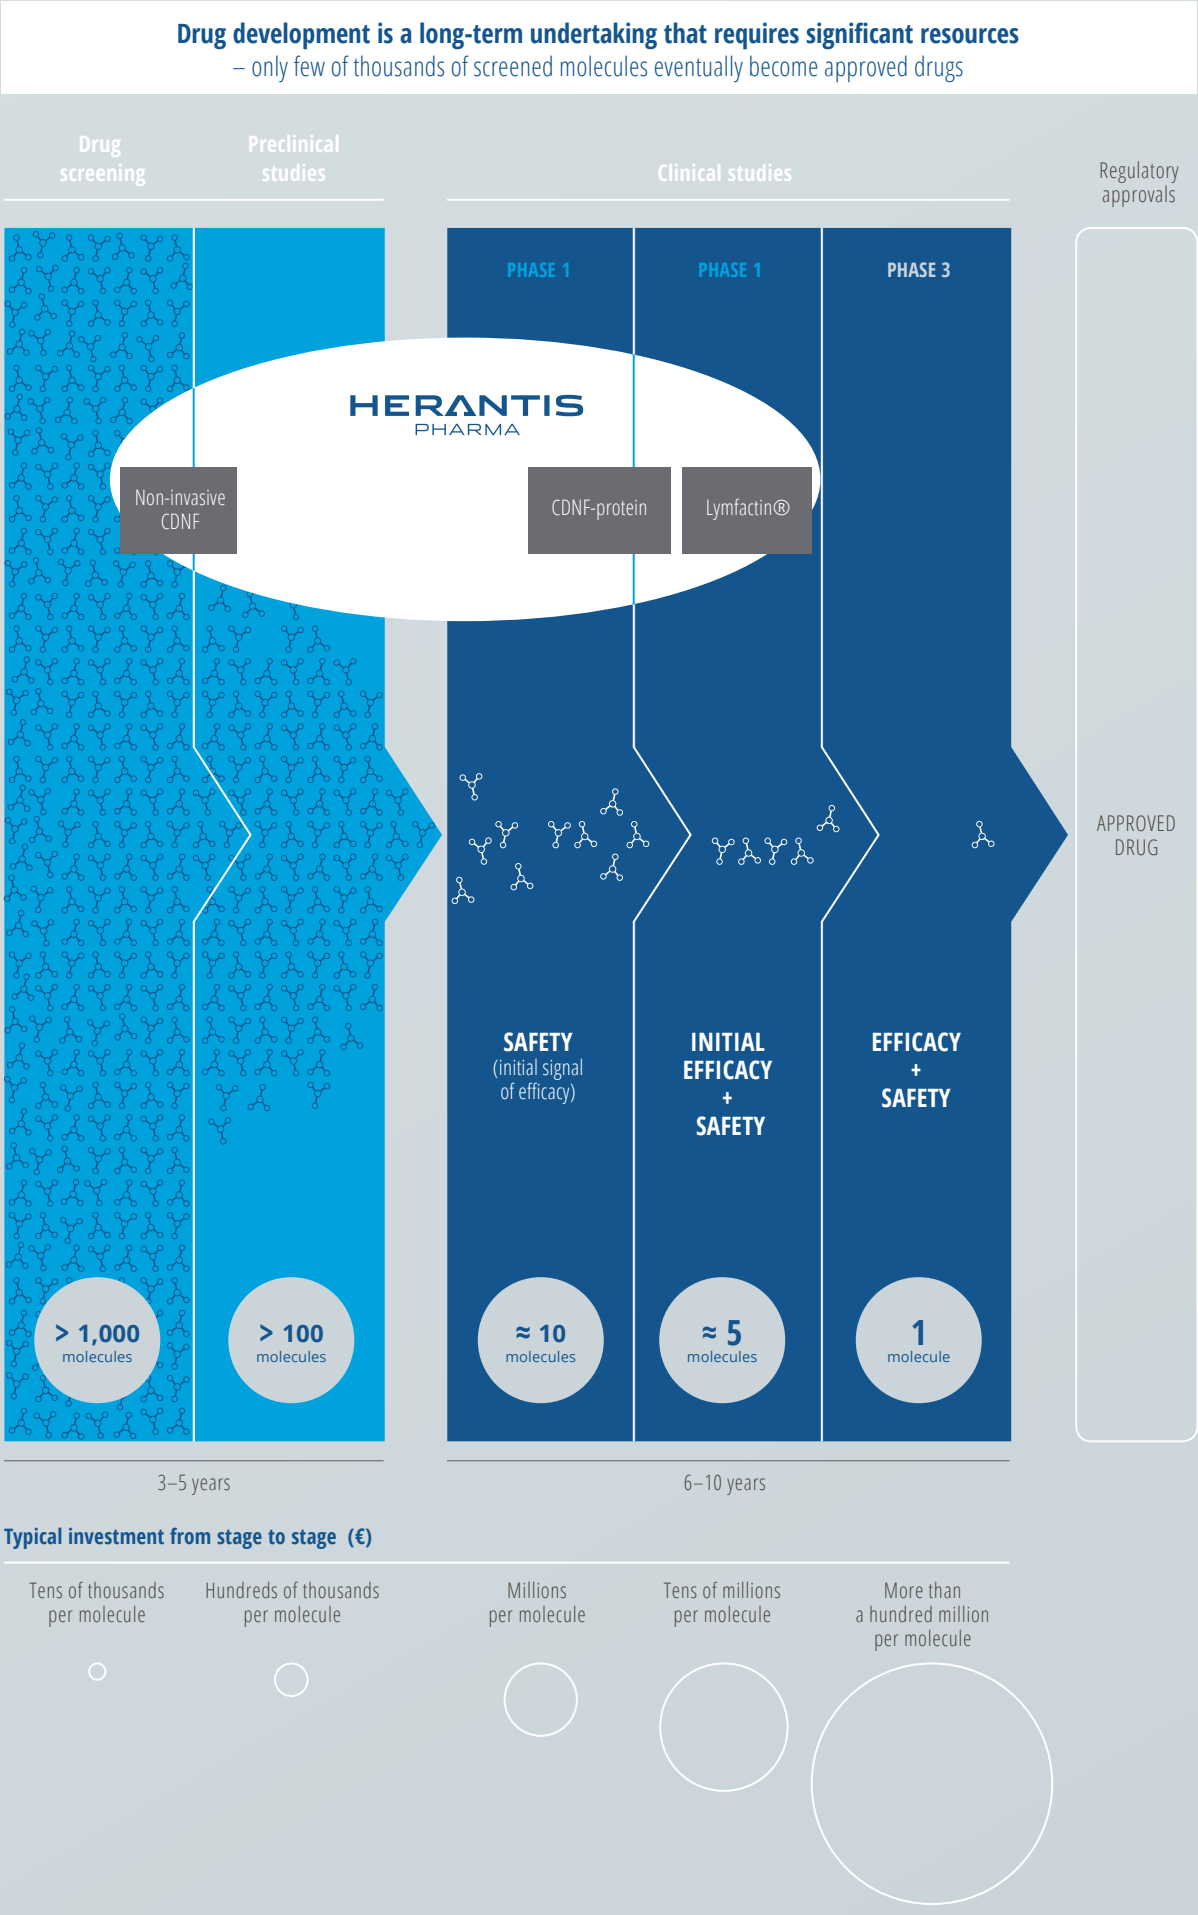 Drug development is a long-term undertaking that requires significant resources
– only few of thousands of screened molecules eventually become approved drugs
Drug
screening
Preclinical
studies
Clinical studies
Regulatory
approvals
PHASE 1
PHASE 1
PHASE 3
HERANTIS
PHARMA
Non-invasive
CDNF
CDNF-protein
Lymfactin®
APPROVED
DRUG
SAFETY
(initial signal
of efficacy)
INITIAL
EFFICACY
+
SAFETY
EFFICACY
+
SAFETY
> 1,000
molecules
> 100
molecules
≈ 10
molecules
≈ 5
molecules
1
molecule
3–5 years
6–10 years
Typical investment from stage to stage (€)
Tens of thousands
per molecule
Hundreds of thousands
per molecule
Millions
per molecule
Tens of millions
per molecule
More than
a hundred million
per molecule